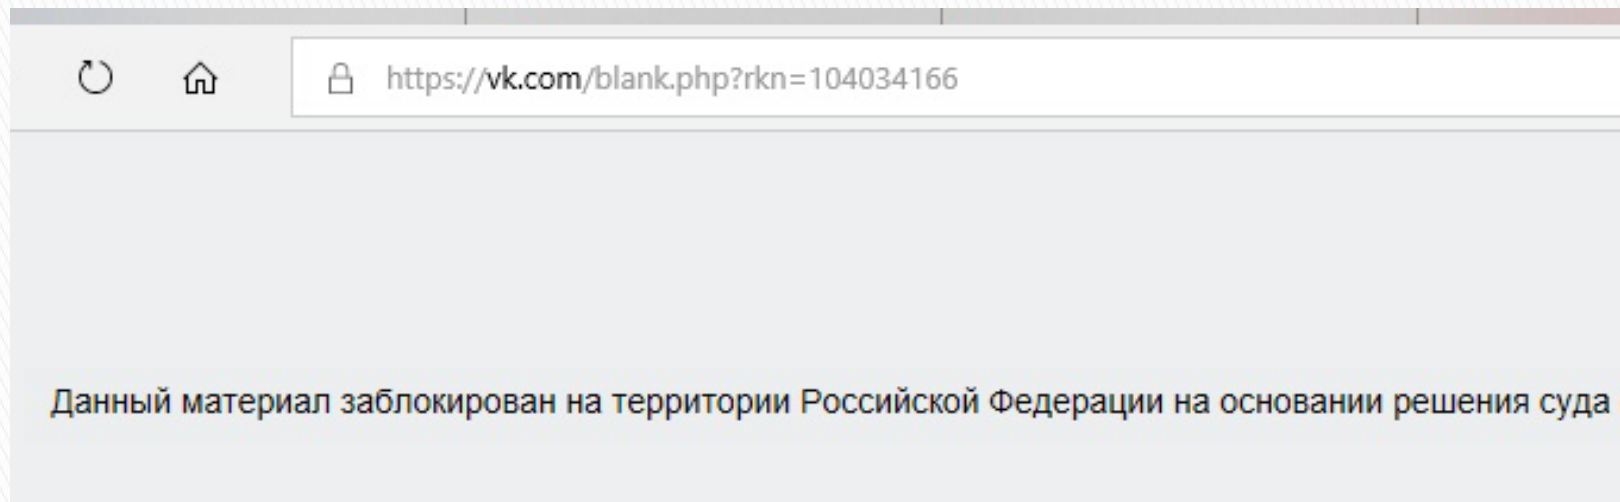 https://vk.com/blank.php?rkn=104034166
Данный материал заблокирован на территории Российской Федерации на основании решения суда